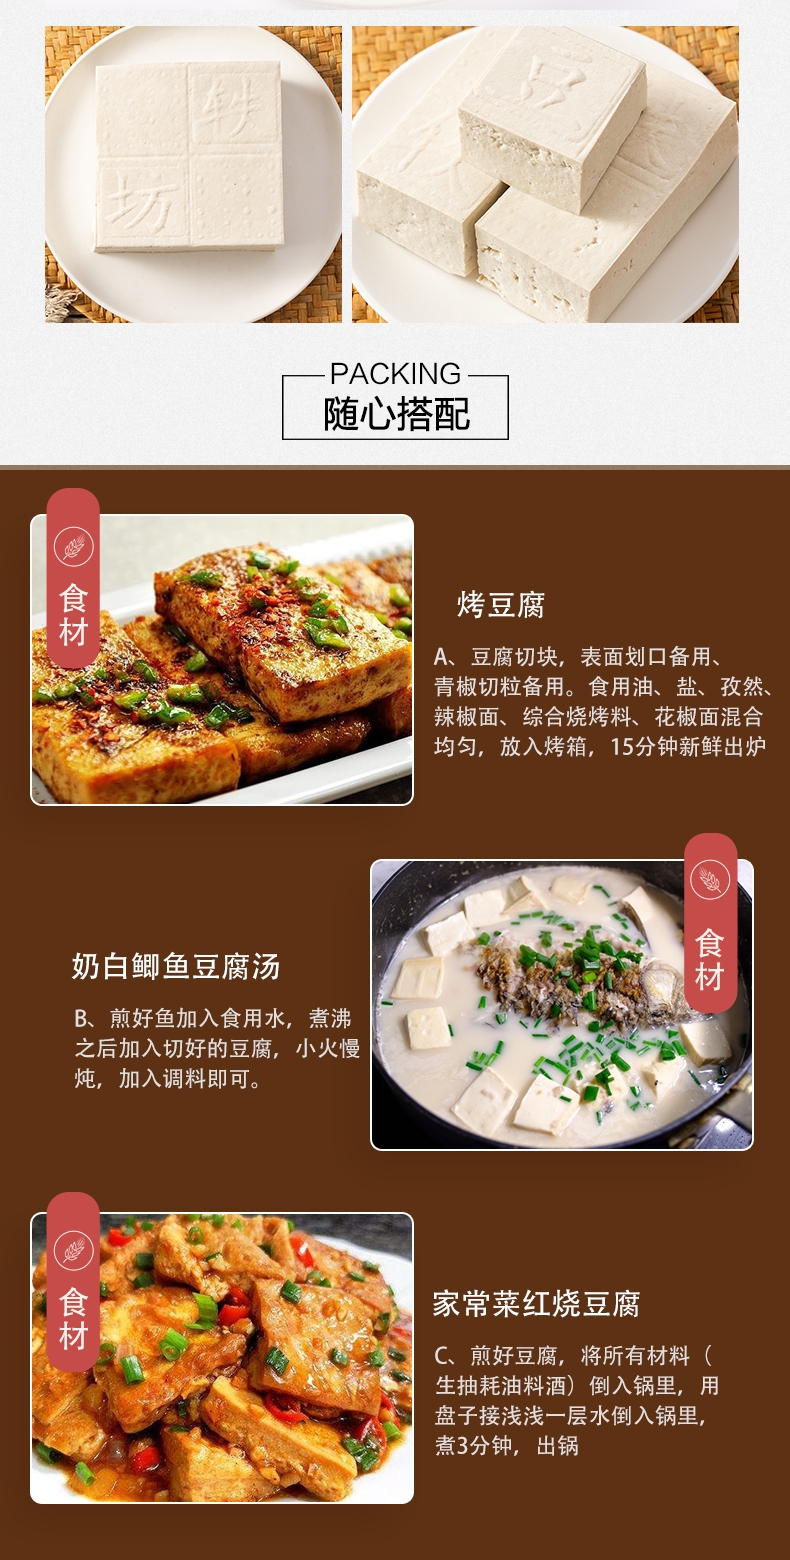 轶
坊
豆
PACKING
随心搭配
食材
烤豆腐
A、豆腐切块，表面划口备用、
青椒切粒备用。食用油、盐、孜然、
辣椒面、综合烧烤料、花椒面混合
均匀，放入烤箱，15分钟新鲜出炉
食材
奶白鲫鱼豆腐汤
B、煎好鱼加入食用水，煮沸
之后加入切好的豆腐，小火慢
炖，加入调料即可。
食材
家常菜红烧豆腐
C、煎好豆腐，将所有材料（
生抽耗油料酒）倒入锅里，用
盘子接浅浅一层水倒入锅里，
煮3分钟，出锅